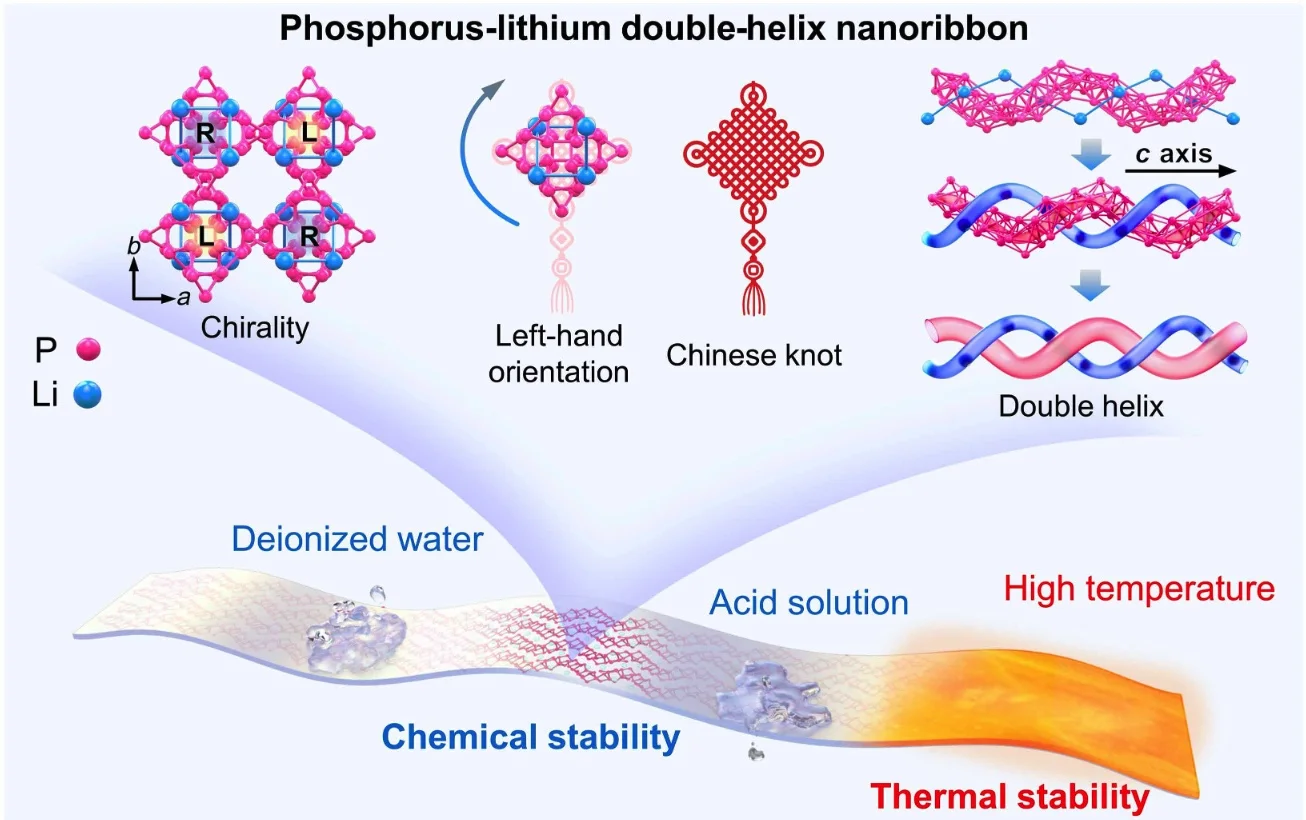 Phosphorus-lithium double-helix nanoribbon
R
L
L
R
b
a
Chirality
P
Li
Left-hand
orientation
Chinese knot
c axis
Double helix
Deionized water
Acid solution
High temperature
Chemical stability
Thermal stability